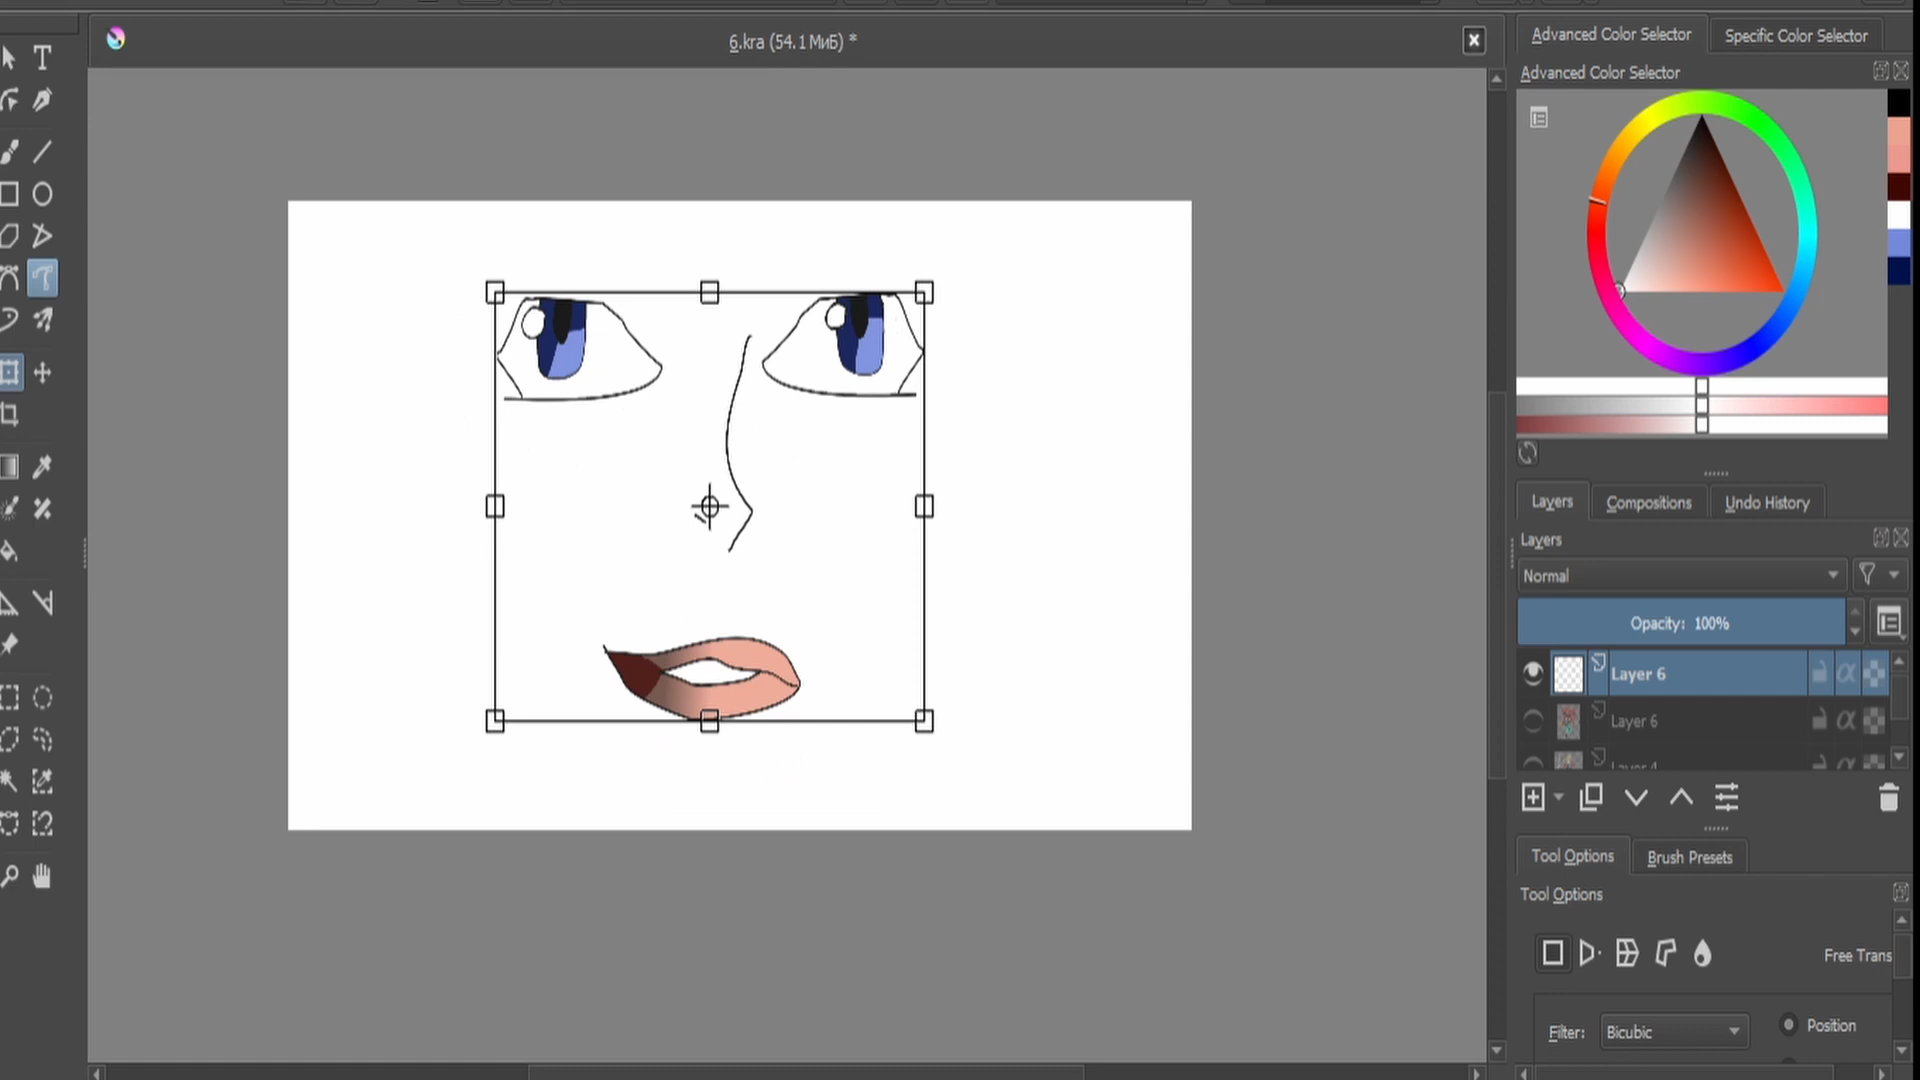 6.kra (54.1 МиБ) *
Advanced Color Selector
Specific Color Selector
Advanced Color Selector
Layers
Compositions
Undo History
Layers
Normal
Opacity: 100%
Layer 6
Layer 6
Layer 4
Tool Options
Brush Presets
Tool Options
Free Trans
Filter:
Bicubic
Position